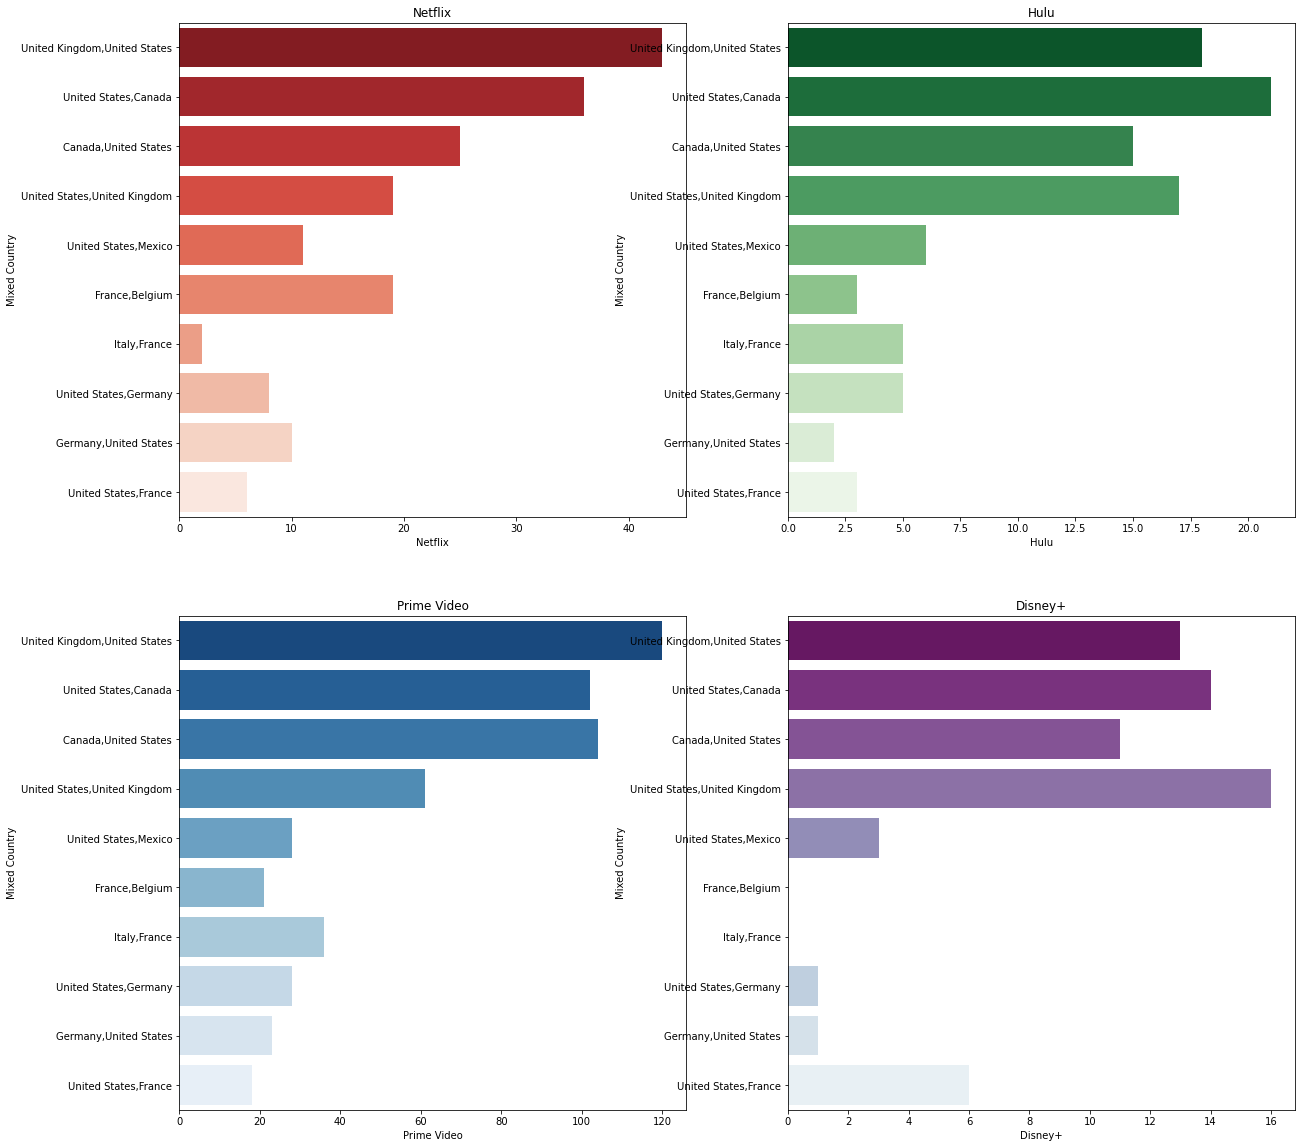 Netflix
United Kingdom,United States
United States,Canada
Canada,United States
United States,United Kingdom
United States,Mexico
France,Belgium
Italy,France
United States,Germany
Germany,United States
United States,France
Mixed Country
0 10 20 30 40
Netflix
Hulu
United Kingdom,United States
United States,Canada
Canada,United States
United States,United Kingdom
United States,Mexico
France,Belgium
Italy,France
United States,Germany
Germany,United States
United States,France
Mixed Country
0.0 2.5 5.0 7.5 10.0 12.5 15.0 17.5 20.0
Hulu
Prime Video
United Kingdom,United States
United States,Canada
Canada,United States
United States,United Kingdom
United States,Mexico
France,Belgium
Italy,France
United States,Germany
Germany,United States
United States,France
Mixed Country
0 20 40 60 80 100 120
Prime Video
Disney+
United Kingdom,United States
United States,Canada
Canada,United States
United States,United Kingdom
United States,Mexico
France,Belgium
Italy,France
United States,Germany
Germany,United States
United States,France
Mixed Country
0 2 4 6 8 10 12 14 16
Disney+